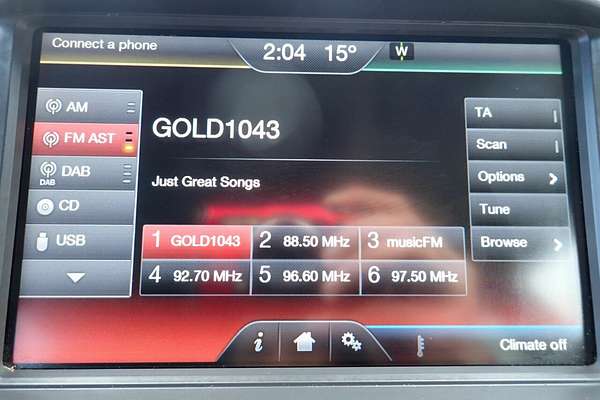 Connect a phone
2:04 15° W
AM
FM AST
DAB
DAB
CD
USB
GOLD1043
Just Great Songs
1 GOLD1043 2 88.50 MHz 3 musicFM
4 92.70 MHz 5 96.60 MHz 6 97.50 MHz
TA
Scan
Options
Tune
Browse
i
Climate off